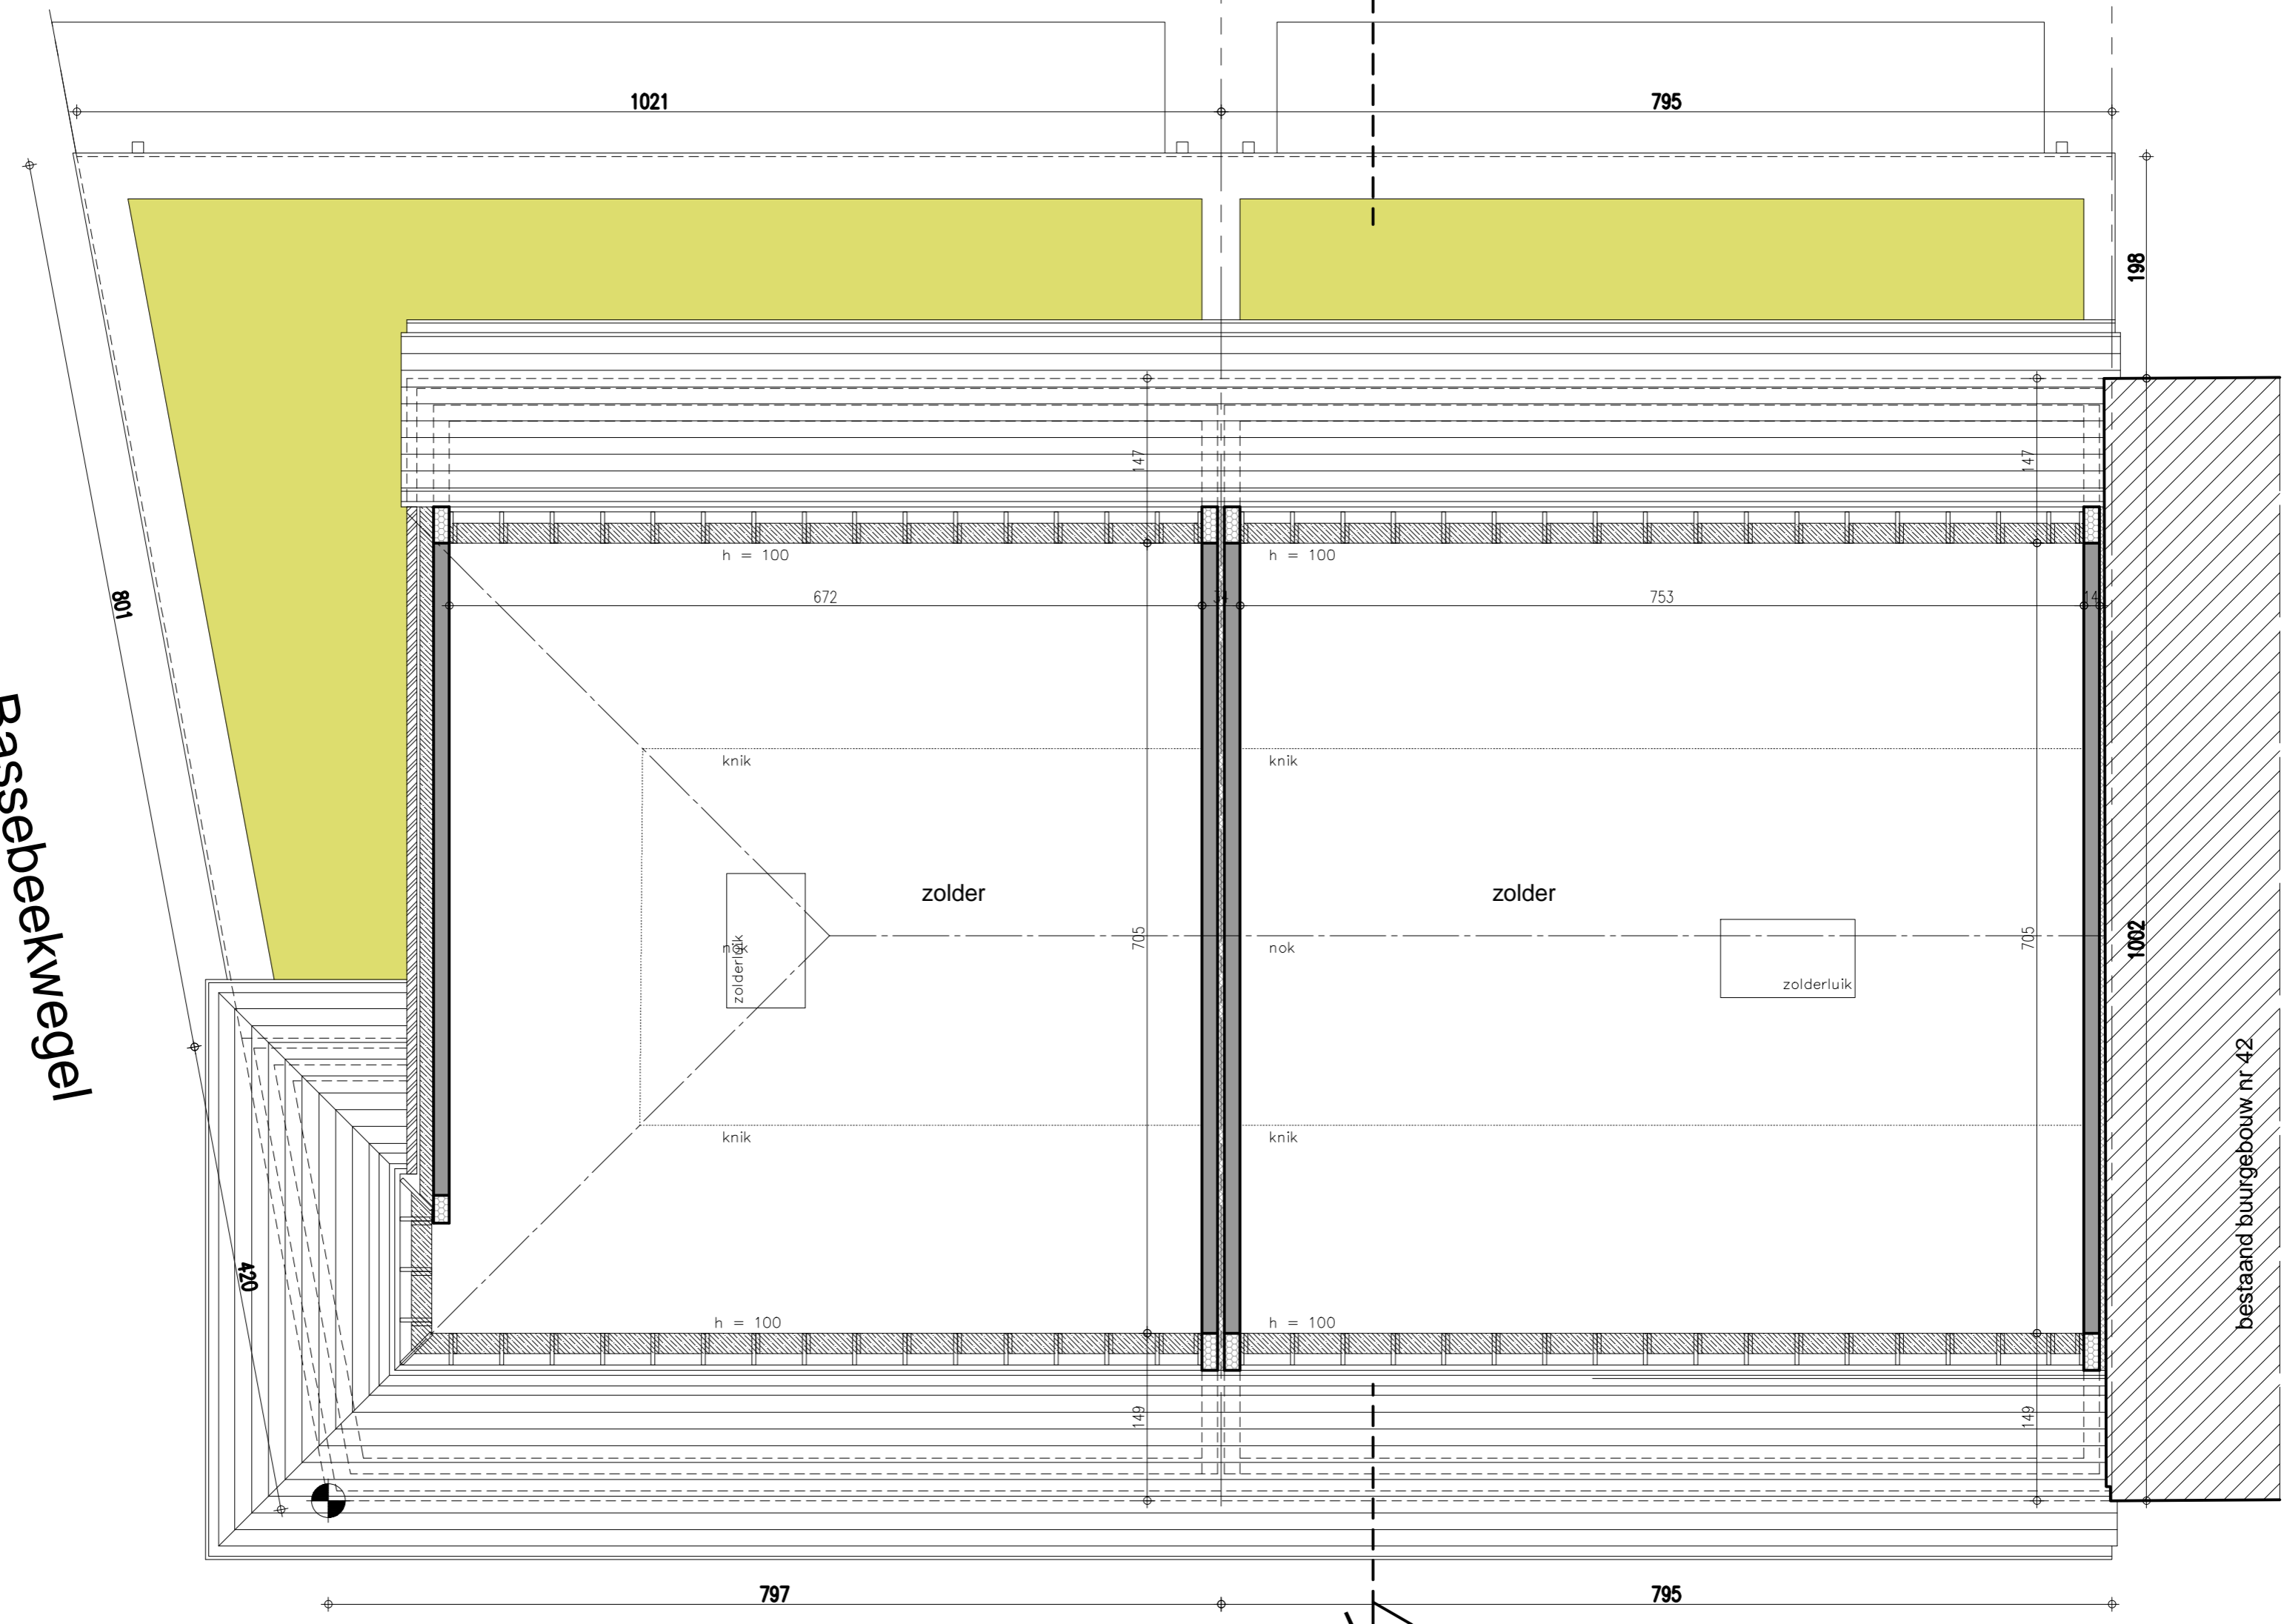 1021
795
198
147
147
h = 100
h = 100
672
34
753
14
801
Bassebeekwegel
knik
knik
zolder
zolder
nok
zolderluik
705
nok
705
zolderluik
1002
bestaand buurgebouw nr 42
knik
knik
420
h = 100
h = 100
149
149
797
795